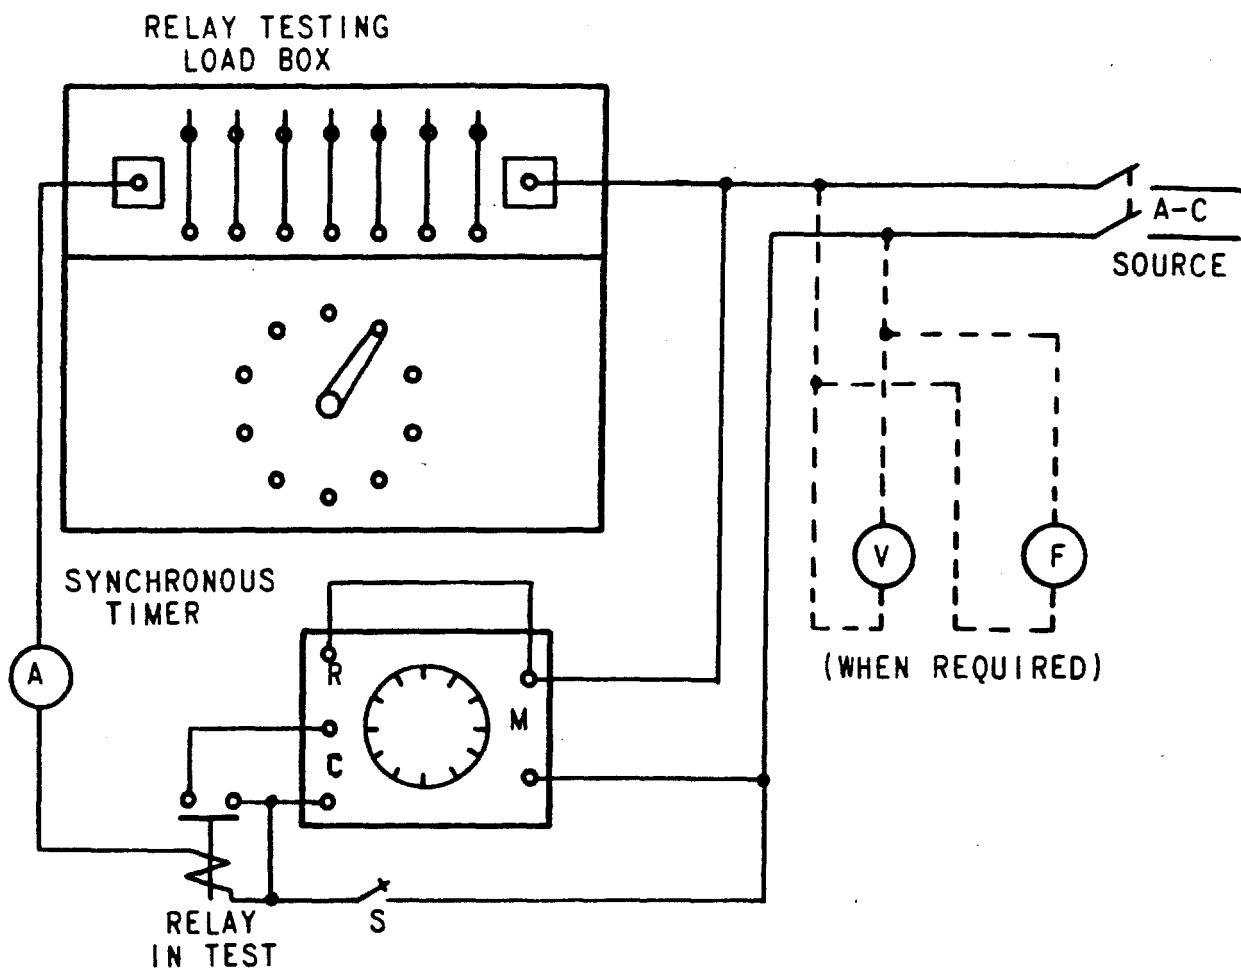 RELAY TESTING
LOAD BOX
A-C
SOURCE
SYNCHRONOUS
TIMER
V
F
(WHEN REQUIRED)
A
R
M
C
S
RELAY
IN TEST